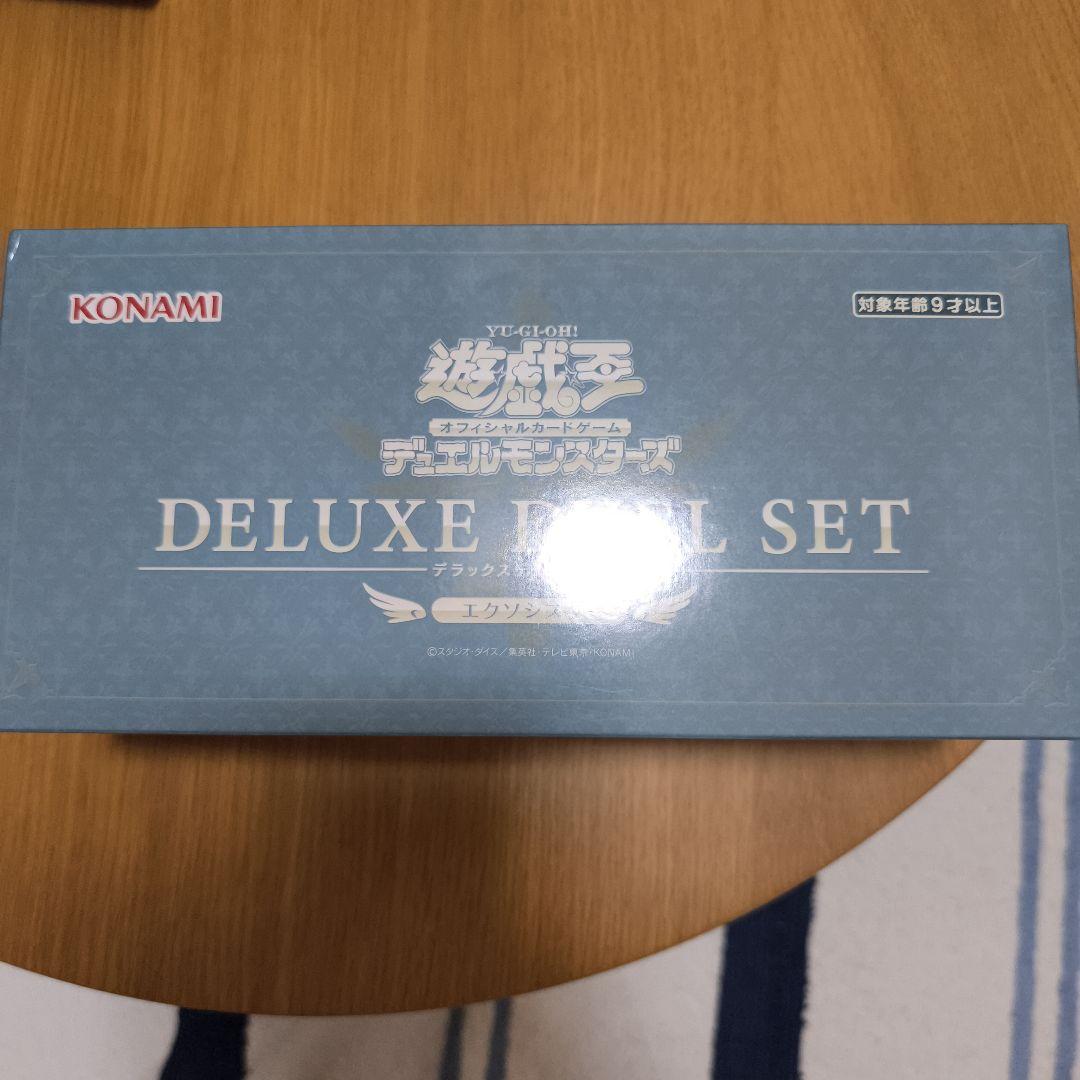 KONAMI
対象年齢9才以上
YU-GI-OH!
遊戯王
オフィシャルカードゲーム
デュエルモンスターズ
DELUXE SET
デラックス
エクソシス
©スタジオ・ダイス/集英社・テレビ東京・KONAMI